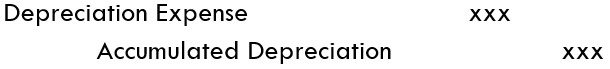 Depreciation Expense xxx
Accumulated Depreciation xxx